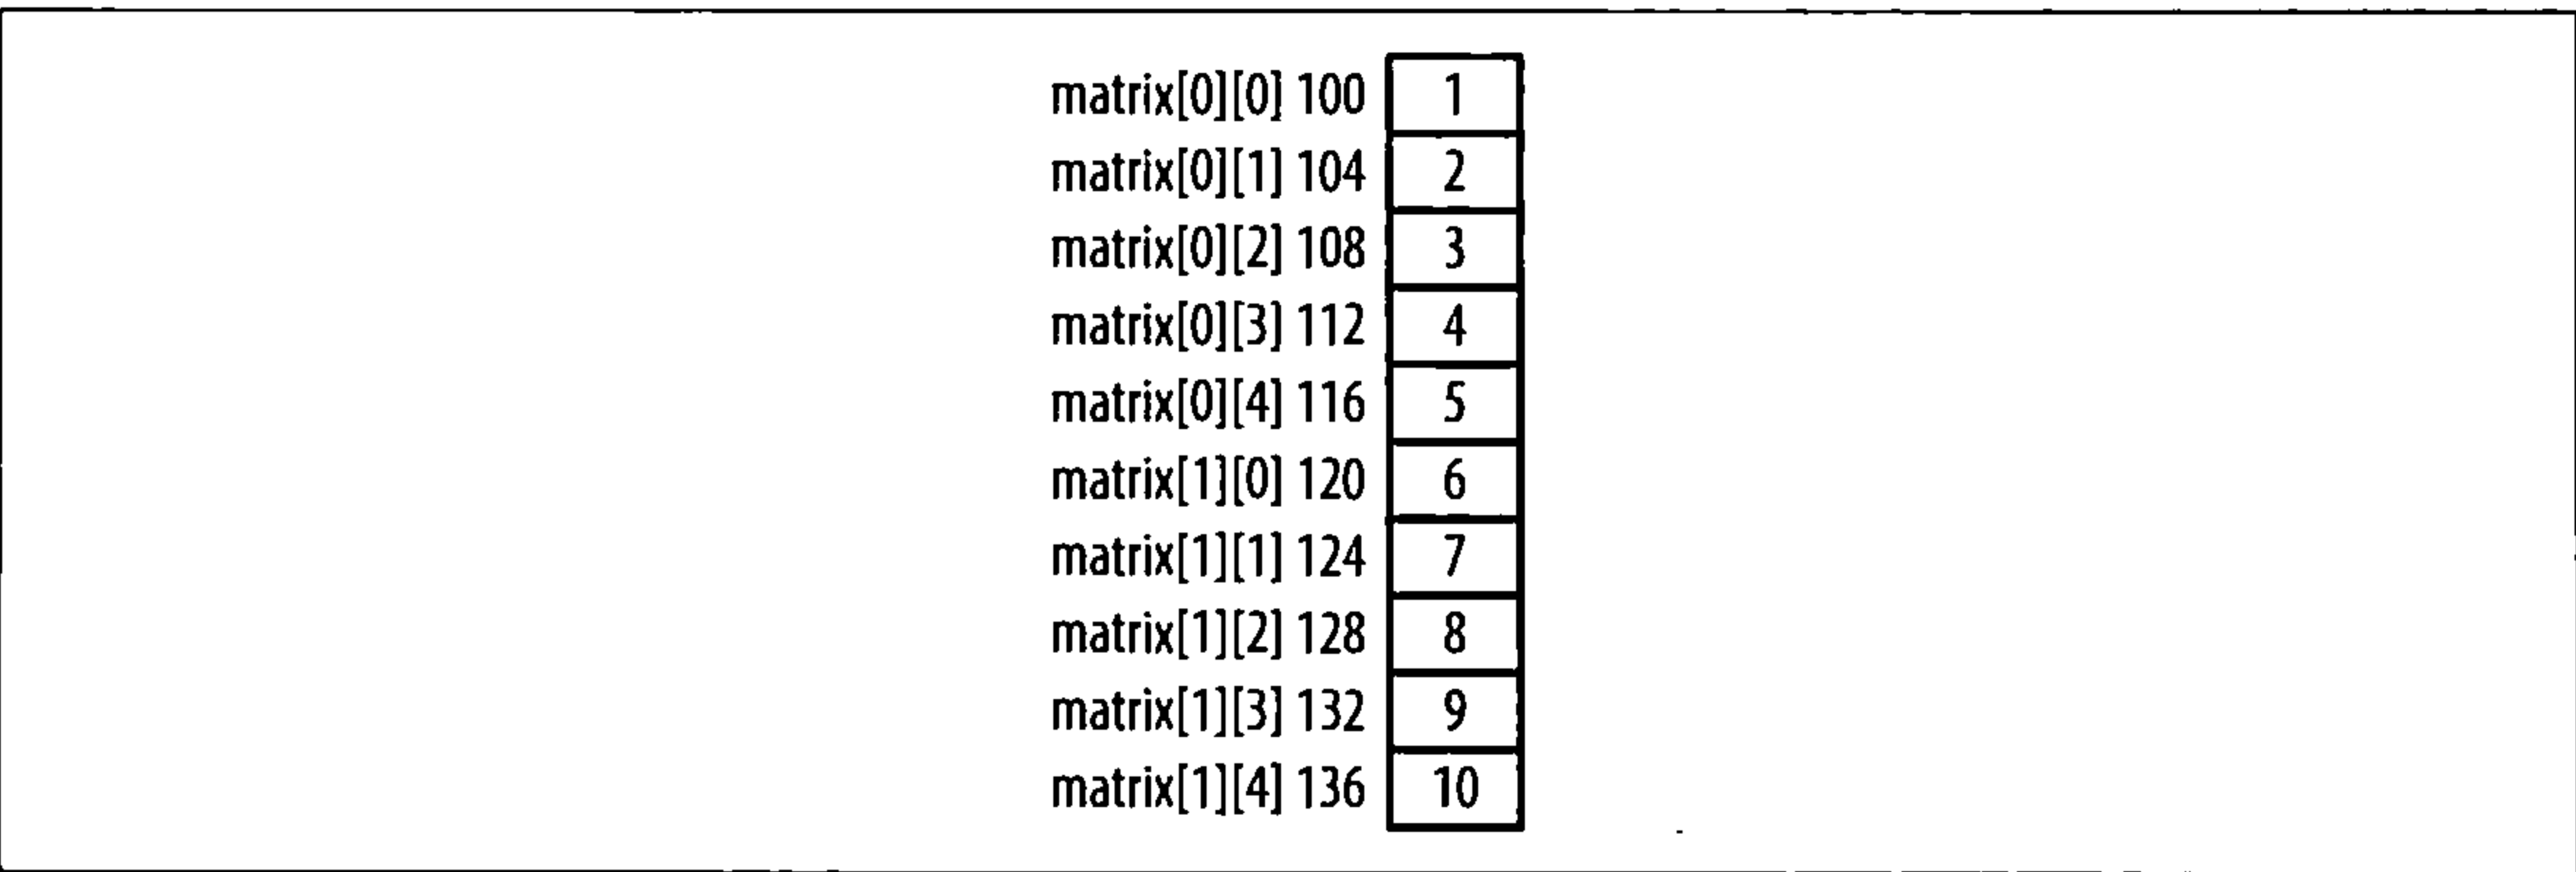 matrix[0][0] 100 1
matrix[0][1] 104 2
matrix[0][2] 108 3
matrix[0][3] 112 4
matrix[0][4] 116 5
matrix[1][0] 120 6
matrix[1][1] 124 7
matrix[1][2] 128 8
matrix[1][3] 132 9
matrix[1][4] 136 10